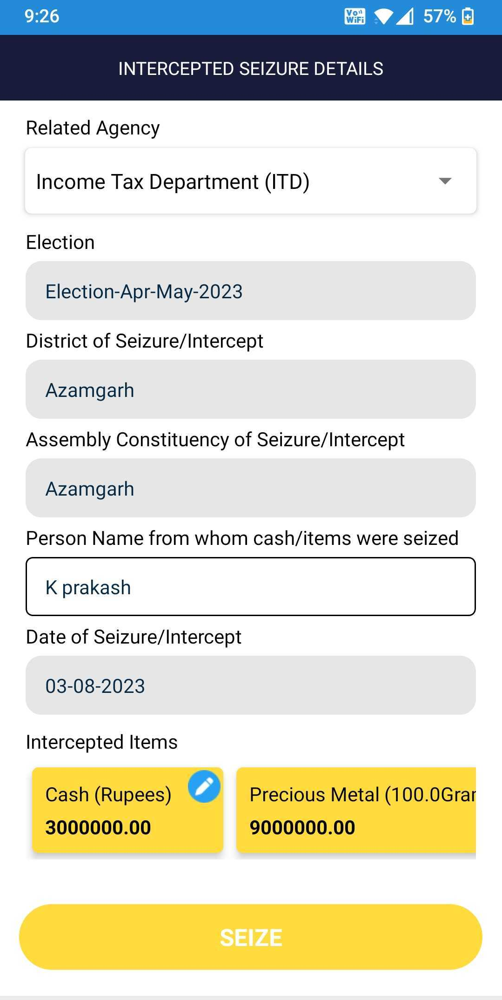 9:26
Vo WiFi 57%
INTERCEPTED SEIZURE DETAILS
Related Agency
Income Tax Department (ITD)
Election
Election-Apr-May-2023
District of Seizure/Intercept
Azamgarh
Assembly Constituency of Seizure/Intercept
Azamgarh
Person Name from whom cash/items were seized
K prakash
Date of Seizure/Intercept
03-08-2023
Intercepted Items
Cash (Rupees)
3000000.00
Precious Metal (100.0Gram
9000000.00
SEIZE